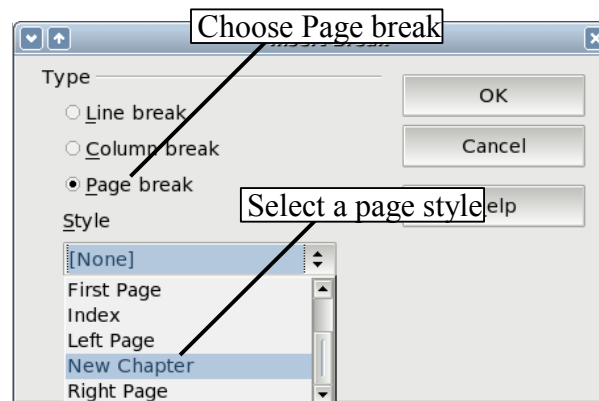 Choose Page break
Type
OK
Line break
Column break
Cancel
Page break
Select a page style
Style
[None]
First Page
Index
Left Page
New Chapter
Right Page